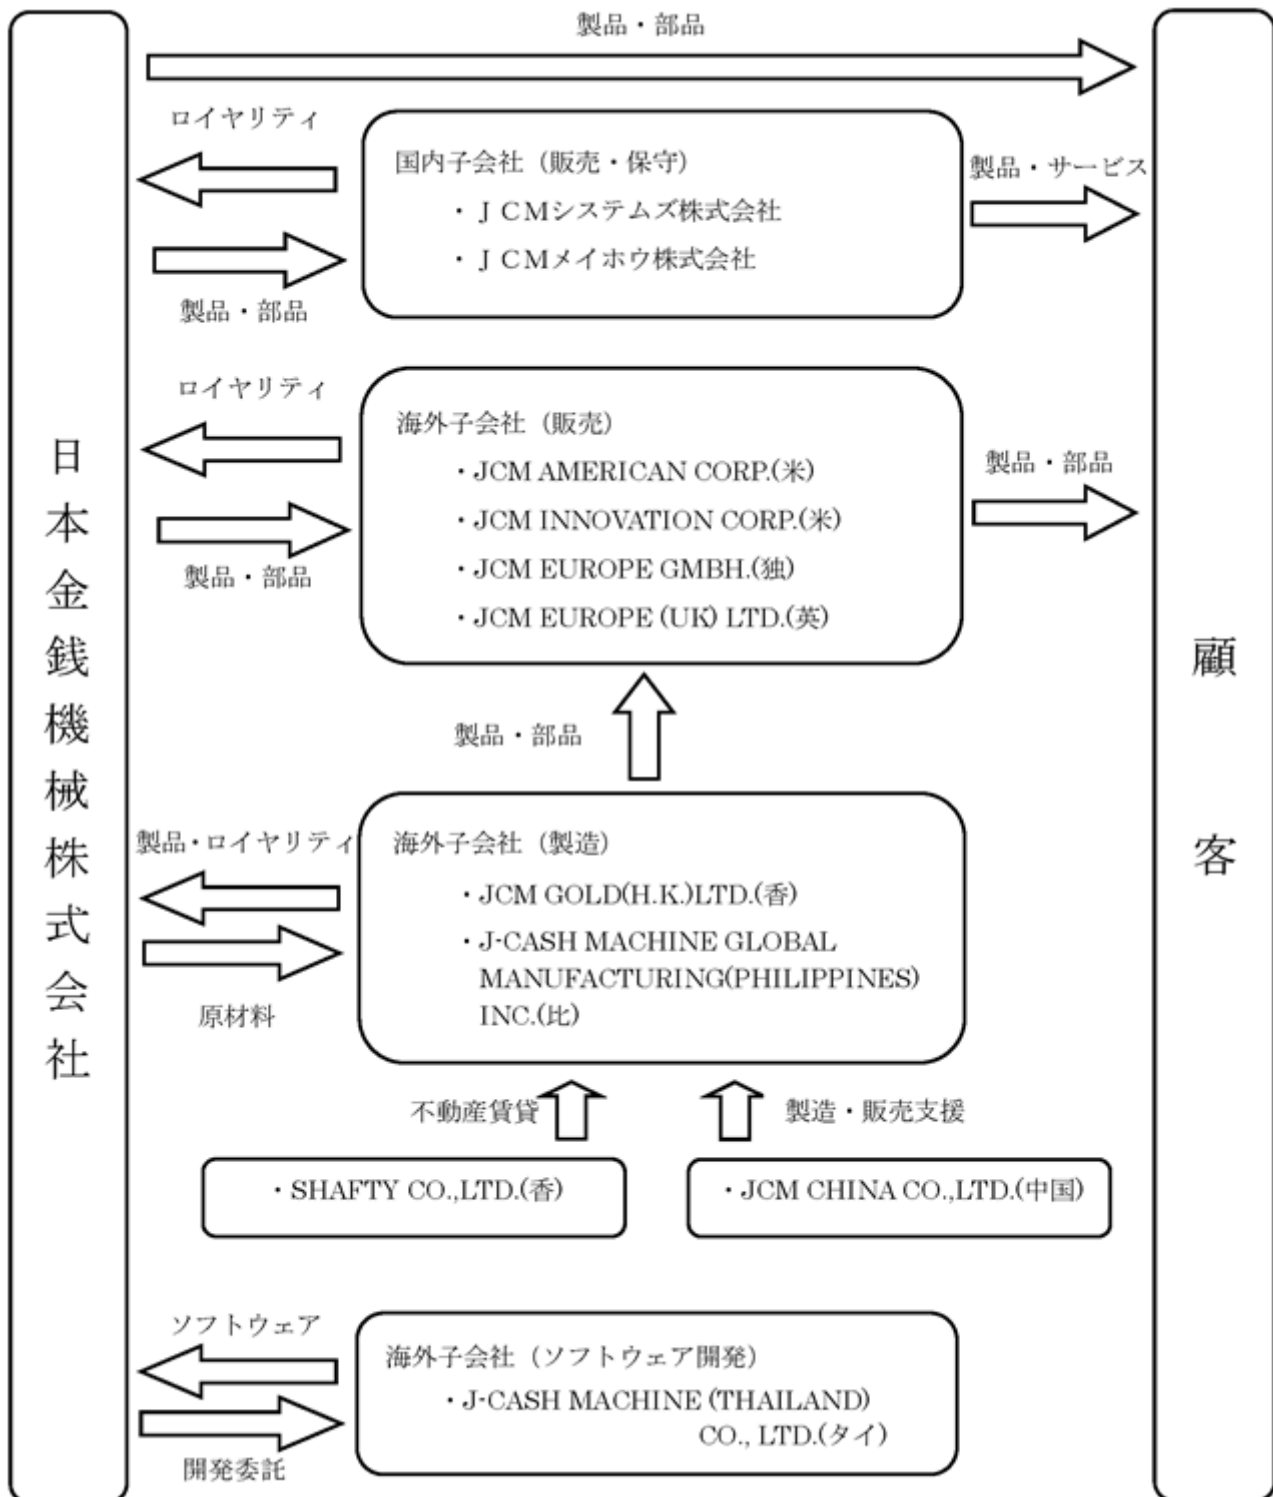 製品・部品
日本金銭機械株式会社
顧客
ロイヤリティ
国内子会社（販売・保守）
・ＪＣＭシステムズ株式会社
・ＪＣＭメイホウ株式会社
製品・サービス
製品・部品
ロイヤリティ
海外子会社（販売）
・JCM AMERICAN CORP.(米)
・JCM INNOVATION CORP.(米)
・JCM EUROPE GMBH.(独)
・JCM EUROPE (UK) LTD.(英)
製品・部品
製品・部品
製品・部品
製品・ロイヤリティ
海外子会社（製造）
・JCM GOLD(H.K.)LTD.(香)
・J-CASH MACHINE GLOBAL
MANUFACTURING(PHILIPPINES)
INC.(比)
原材料
不動産賃貸
製造・販売支援
・SHAFTY CO.,LTD.(香)
・JCM CHINA CO.,LTD.(中国)
ソフトウェア
海外子会社（ソフトウェア開発）
・J-CASH MACHINE (THAILAND)
CO., LTD.(タイ)
開発委託